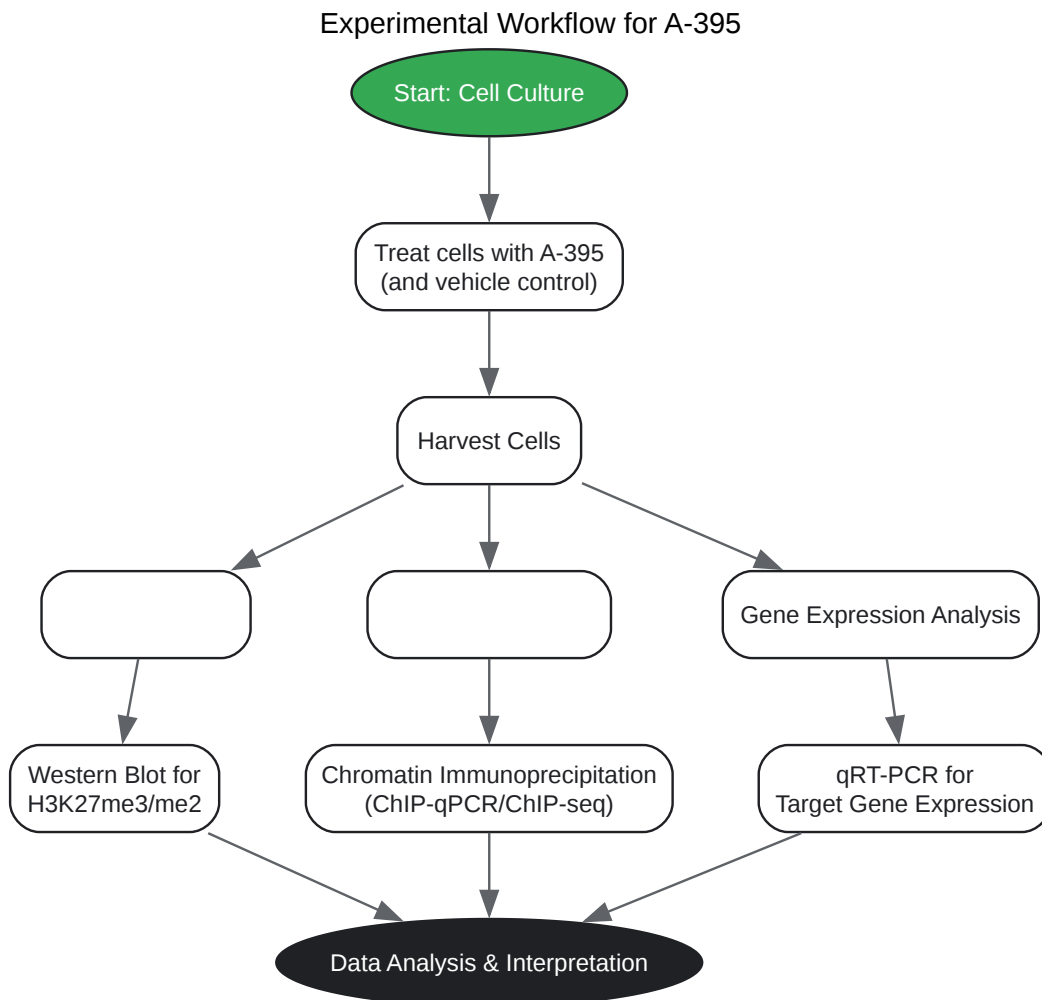 Experimental Workflow for A-395
Start: Cell Culture
Treat cells with A-395
(and vehicle control)
Harvest Cells
Gene Expression Analysis
Western Blot for
H3K27me3/me2
Chromatin Immunoprecipitation
(ChIP-qPCR/ChIP-seq)
qRT-PCR for
Target Gene Expression
Data Analysis & Interpretation